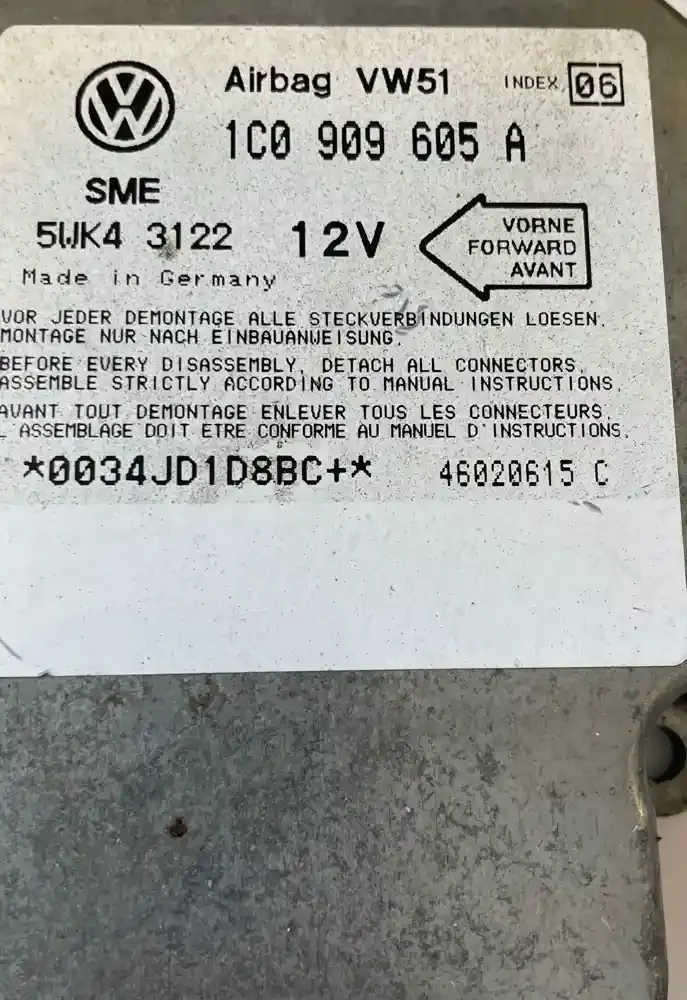 Airbag VW51 INDEX 06
1C0 909 605 A
SME
5WK4 3122 12V
VORNE
FORWARD
AVANT
Made in Germany
VOR JEDER DEMONTAGE ALLE STECKVERBINDUNGEN LOESEN.
MONTAGE NUR NACH EINBAUANWEISUNG.
BEFORE EVERY DISASSEMBLY, DETACH ALL CONNECTORS.
ASSEMBLE STRICTLY ACCORDING TO MANUAL INSTRUCTIONS.
AVANT TOUT DEMONTAGE ENLEVER TOUS LES CONNECTEURS.
L'ASSEMBLAGE DOIT ETRE CONFORME AU MANUEL D'INSTRUCTIONS.
*0034JD1D8BC+* 46020615 C